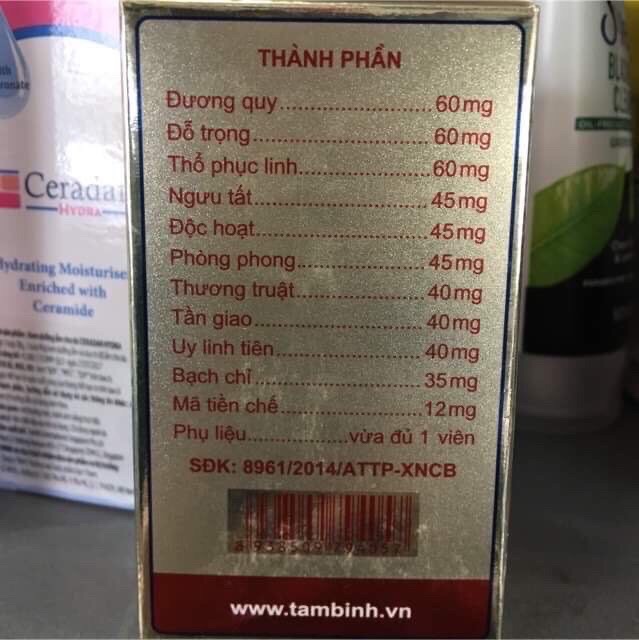 THÀNH PHẦN
Đương quy..........................60mg
Đỗ trọng..............................60mg
Thổ phục linh......................60mg
Ngưu tất.............................45mg
Độc hoạt.............................45mg
Phòng phong......................45mg
Thương truật......................40mg
Tần giao.............................40mg
Uy linh tiên.........................40mg
Bạch chỉ.............................35mg
Mã tiền chế........................12mg
Phụ liệu..................vừa đủ 1 viên
SĐK: 8961/2014/ATTP-XNCB
www.tambinh.vn
Cerada
HYDRA
Hydrating Moisturise
Enriched with
Ceramide